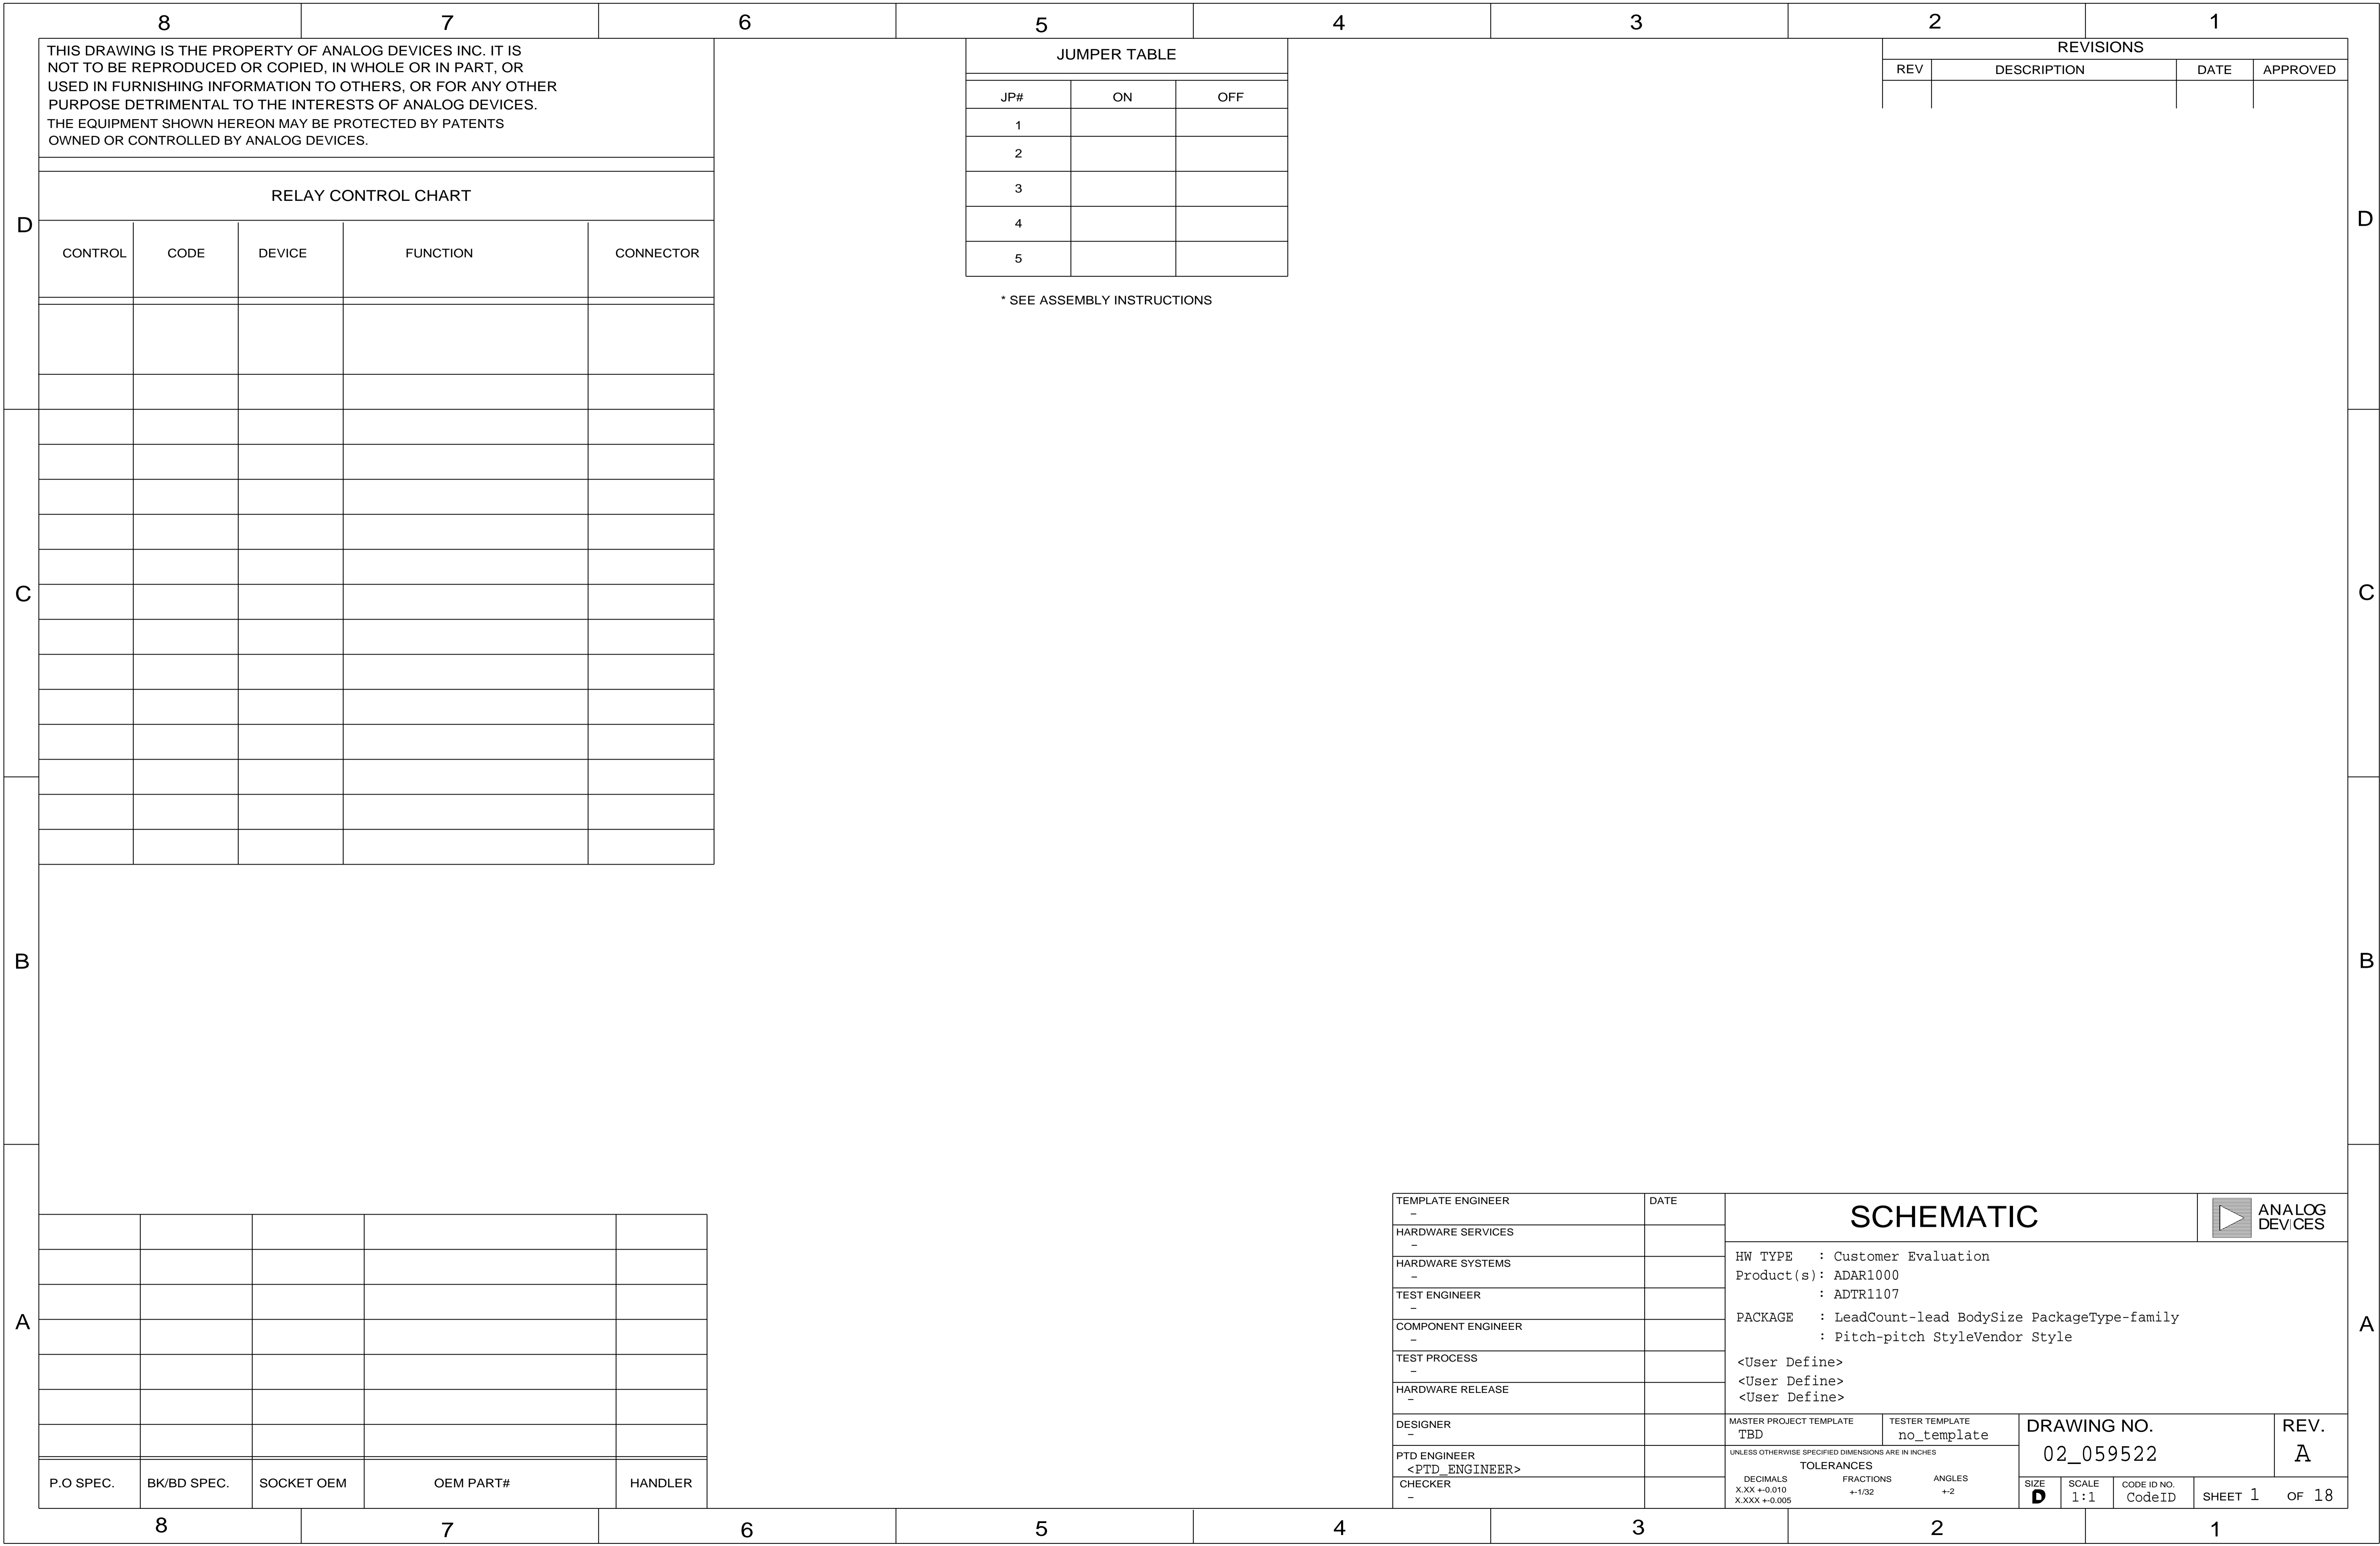 8 7 6 5 4 3 2 1
THIS DRAWING IS THE PROPERTY OF ANALOG DEVICES INC. IT IS
NOT TO BE REPRODUCED OR COPIED, IN WHOLE OR IN PART, OR
USED IN FURNISHING INFORMATION TO OTHERS, OR FOR ANY OTHER
PURPOSE DETRIMENTAL TO THE INTERESTS OF ANALOG DEVICES.
THE EQUIPMENT SHOWN HEREON MAY BE PROTECTED BY PATENTS
OWNED OR CONTROLLED BY ANALOG DEVICES.
RELAY CONTROL CHART
CONTROL CODE DEVICE FUNCTION CONNECTOR
JUMPER TABLE
JP# ON OFF
1
2
3
4
5
* SEE ASSEMBLY INSTRUCTIONS
REVISIONS
REV DESCRIPTION DATE APPROVED
D D
C C
B B
A A
P.O SPEC. BK/BD SPEC. SOCKET OEM OEM PART# HANDLER
TEMPLATE ENGINEER DATE
-
HARDWARE SERVICES
-
HARDWARE SYSTEMS
-
TEST ENGINEER
-
COMPONENT ENGINEER
-
TEST PROCESS
-
HARDWARE RELEASE
-
DESIGNER
-
PTD ENGINEER
<PTD_ENGINEER>
CHECKER
-
SCHEMATIC
ANALOG
DEVICES
HW TYPE : Customer Evaluation
Product(s): ADAR1000
: ADTR1107
PACKAGE : LeadCount-lead BodySize PackageType-family
: Pitch-pitch StyleVendor Style
<User Define>
<User Define>
<User Define>
MASTER PROJECT TEMPLATE
TBD
TESTER TEMPLATE
no_template
UNLESS OTHERWISE SPECIFIED DIMENSIONS ARE IN INCHES
TOLERANCES
DECIMALS FRACTIONS ANGLES
X.XX +-0.010 +-1/32 +-2
X.XXX +-0.005
DRAWING NO.
02_059522
REV.
A
SIZE
D
SCALE
1:1
CODE ID NO.
CodeID
SHEET 1 OF 18
8 7 6 5 4 3 2 1